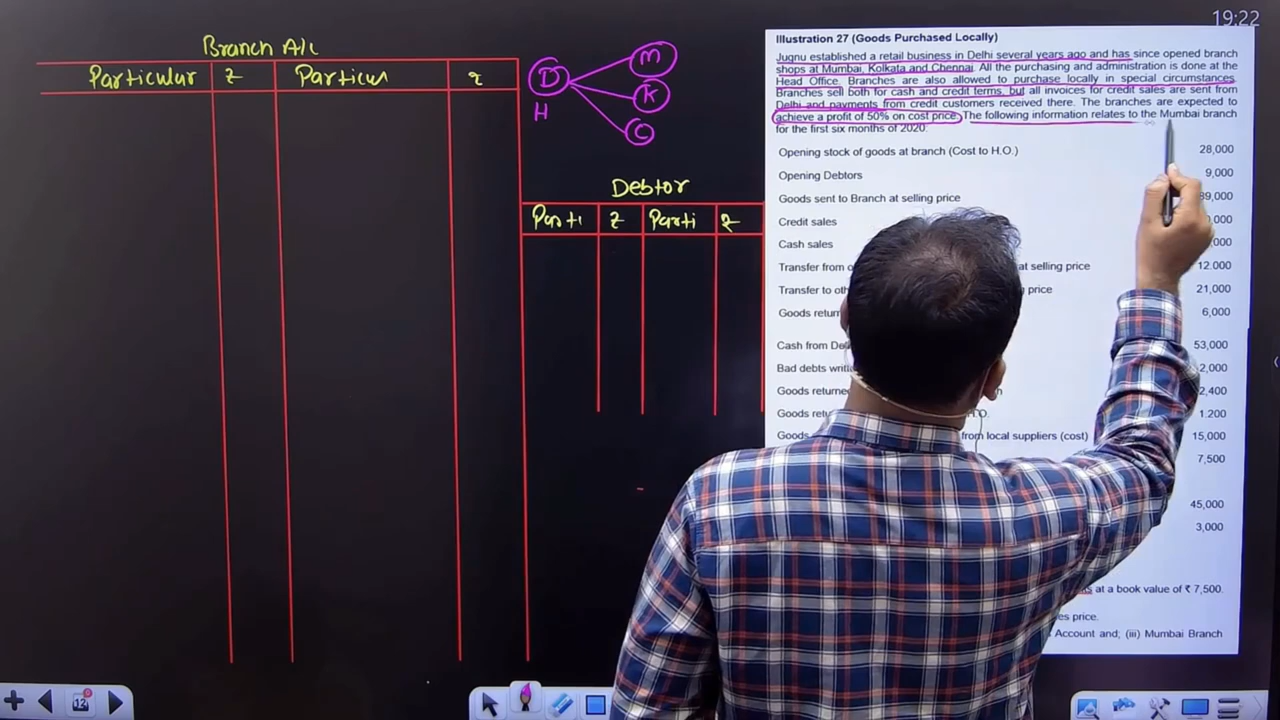 19:22
Branch A/c
Particular ₹ Particus ₹
D
H
M
K
C
Debtor
Parti ₹ Parti ₹
Illustration 27 (Goods Purchased Locally)
Jugnu established a retail business in Delhi several years ago and has since opened branch
shops at Mumbai, Kolkata and Chennai. All the purchasing and administration is done at the
Head Office. Branches are also allowed to purchase locally in special circumstances.
Branches sell both for cash and credit terms, but all invoices for credit sales are sent from
Delhi and payments from credit customers received there. The branches are expected to
achieve a profit of 50% on cost price. The following information relates to the Mumbai branch
for the first six months of 2020:
Opening stock of goods at branch (Cost to H.O.) 28,000
Opening Debtors 9,000
Goods sent to Branch at selling price
Credit sales
Cash sales
Transfer from at selling price 12.000
Transfer to price 21,000
Goods 6,000
Cash from 53,000
Bad debts 2,000
Goods returned 2,400
Goods H.O. 1.200
Goods from local suppliers (cost) 15,000
7,500
45,000
3,000
at a book value of ₹ 7,500.
price.
Account and; (iii) Mumbai Branch
12